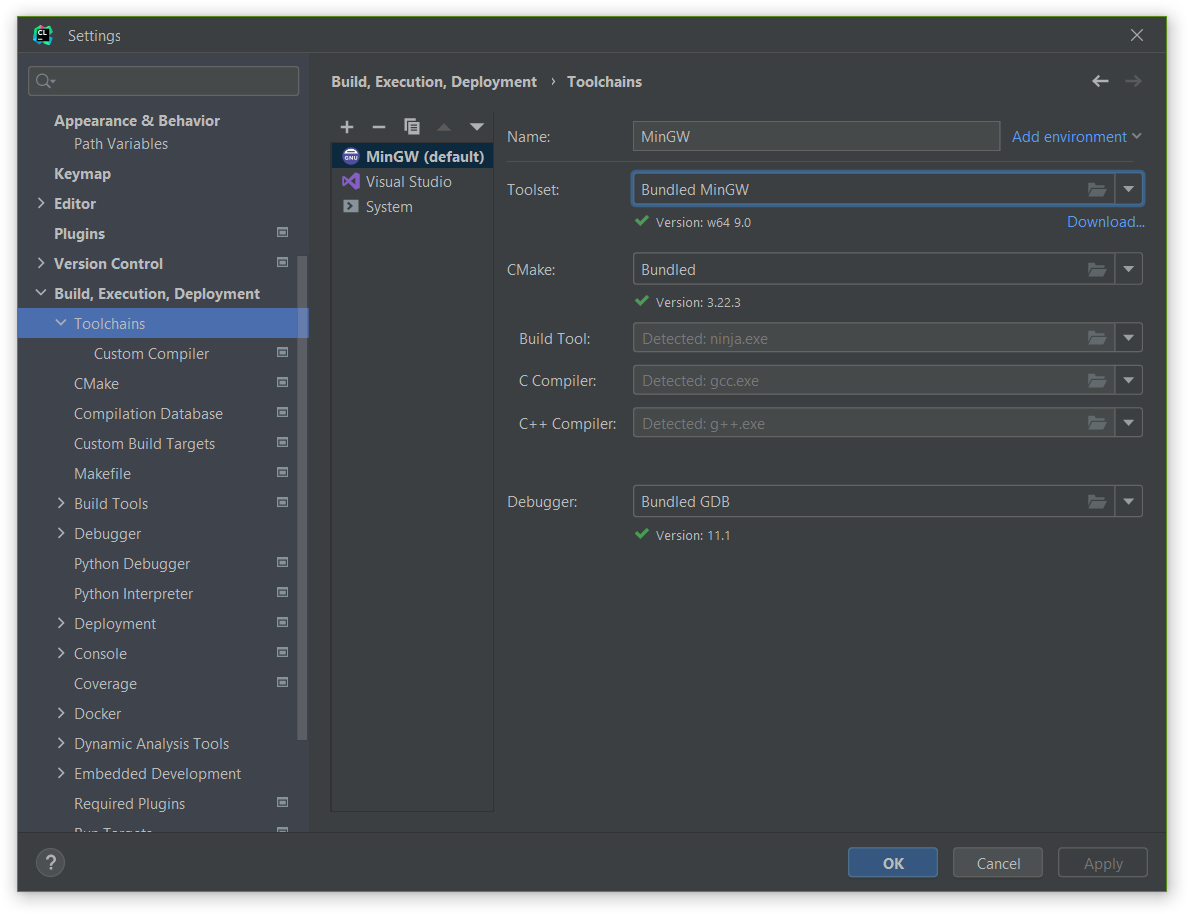 CL
Settings
Appearance & Behavior
Path Variables
Keymap
Editor
Plugins
Version Control
Build, Execution, Deployment
Toolchains
Custom Compiler
CMake
Compilation Database
Custom Build Targets
Makefile
Build Tools
Debugger
Python Debugger
Python Interpreter
Deployment
Console
Coverage
Docker
Dynamic Analysis Tools
Embedded Development
Required Plugins
Run Targets
Build, Execution, Deployment › Toolchains
GNU MinGW (default)
Visual Studio
System
Name: MinGW Add environment
Toolset: Bundled MinGW
Version: w64 9.0 Download...
CMake: Bundled
Version: 3.22.3
Build Tool: Detected: ninja.exe
C Compiler: Detected: gcc.exe
C++ Compiler: Detected: g++.exe
Debugger: Bundled GDB
Version: 11.1
? OK Cancel Apply